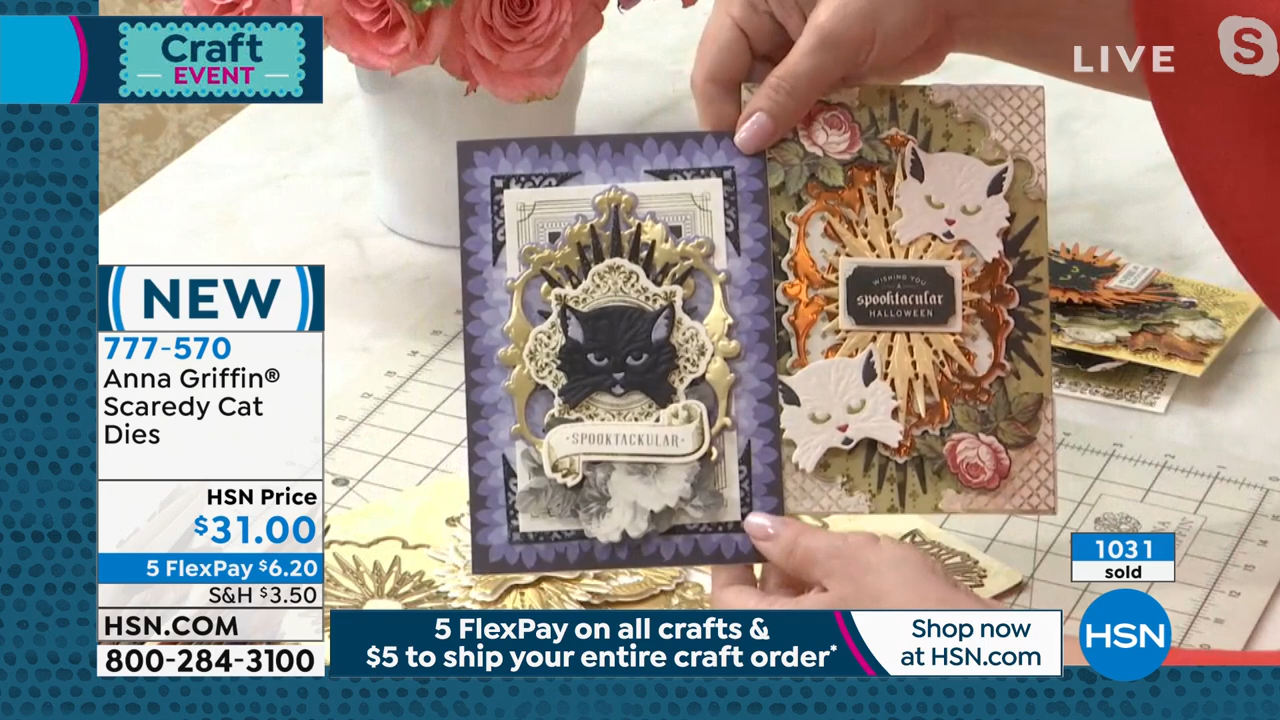 Craft
EVENT
LIVE
S
NEW
777-570
Anna Griffin®
Scaredy Cat
Dies
HSN Price
$31.00
5 FlexPay $6.20
S&H $3.50
HSN.COM
800-284-3100
·SPOOKTACKULAR·
WISHING YOU
A
spooktacular
HALLOWEEN
1031
sold
HSN
5 FlexPay on all crafts &
$5 to ship your entire craft order*
Shop now
at HSN.com